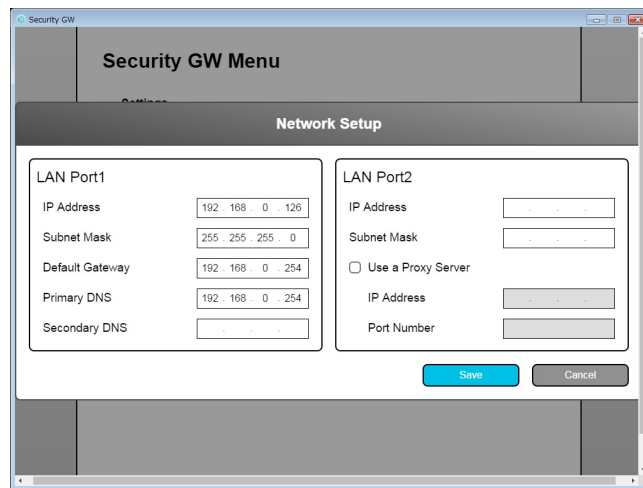 Security GW
Security GW Menu
Settings
Network Setup
LAN Port1
IP Address 192 . 168 . 0 . 126
Subnet Mask 255 . 255 . 255 . 0
Default Gateway 192 . 168 . 0 . 254
Primary DNS 192 . 168 . 0 . 254
Secondary DNS . . .
LAN Port2
IP Address . . .
Subnet Mask . . .
Use a Proxy Server
IP Address . . .
Port Number
Save Cancel